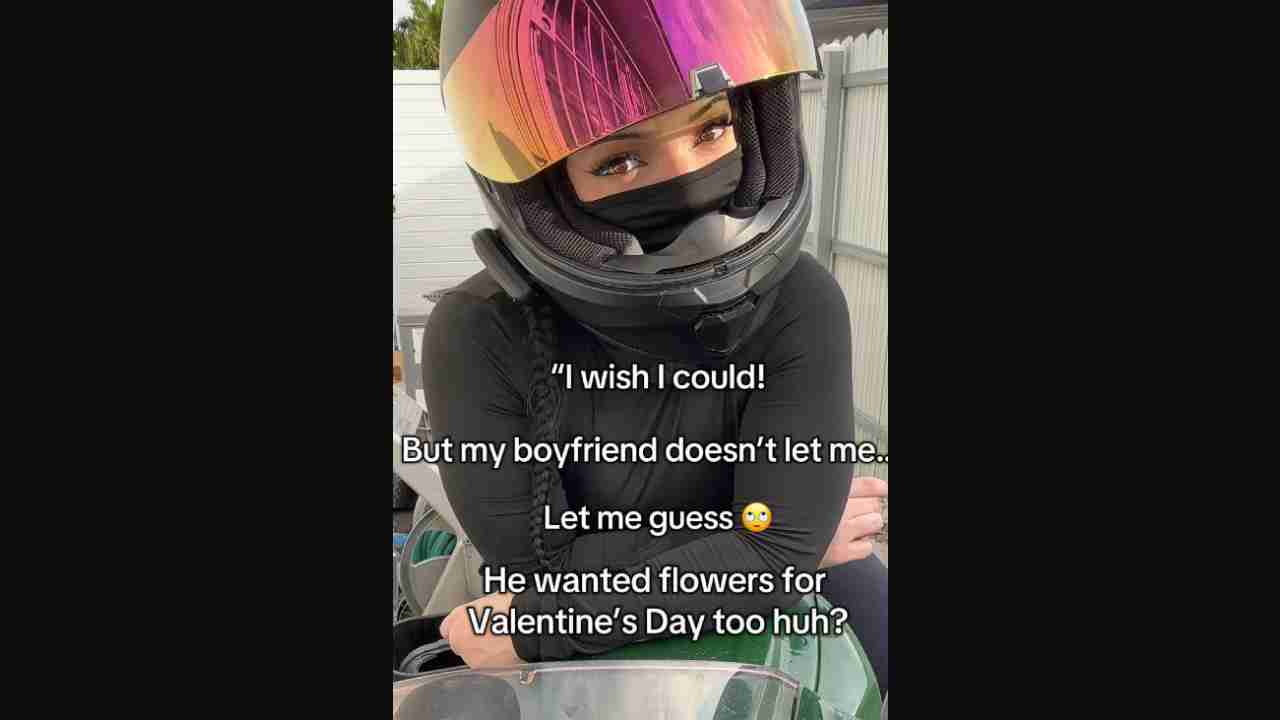 “I wish I could!
But my boyfriend doesn’t let me..
Let me guess 🙄
He wanted flowers for
Valentine’s Day too huh?